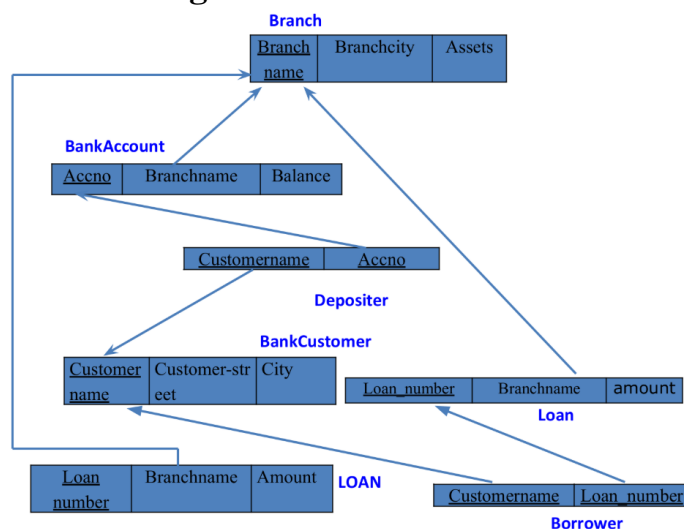 Branch
Branch Branchcity Assets
name
BankAccount
Accno Branchname Balance
Customername Accno
Depositer
BankCustomer
Customer Customer-str City
name eet
Loan_number Branchname amount
Loan
Loan Branchname Amount LOAN
number
Customername Loan_number
Borrower